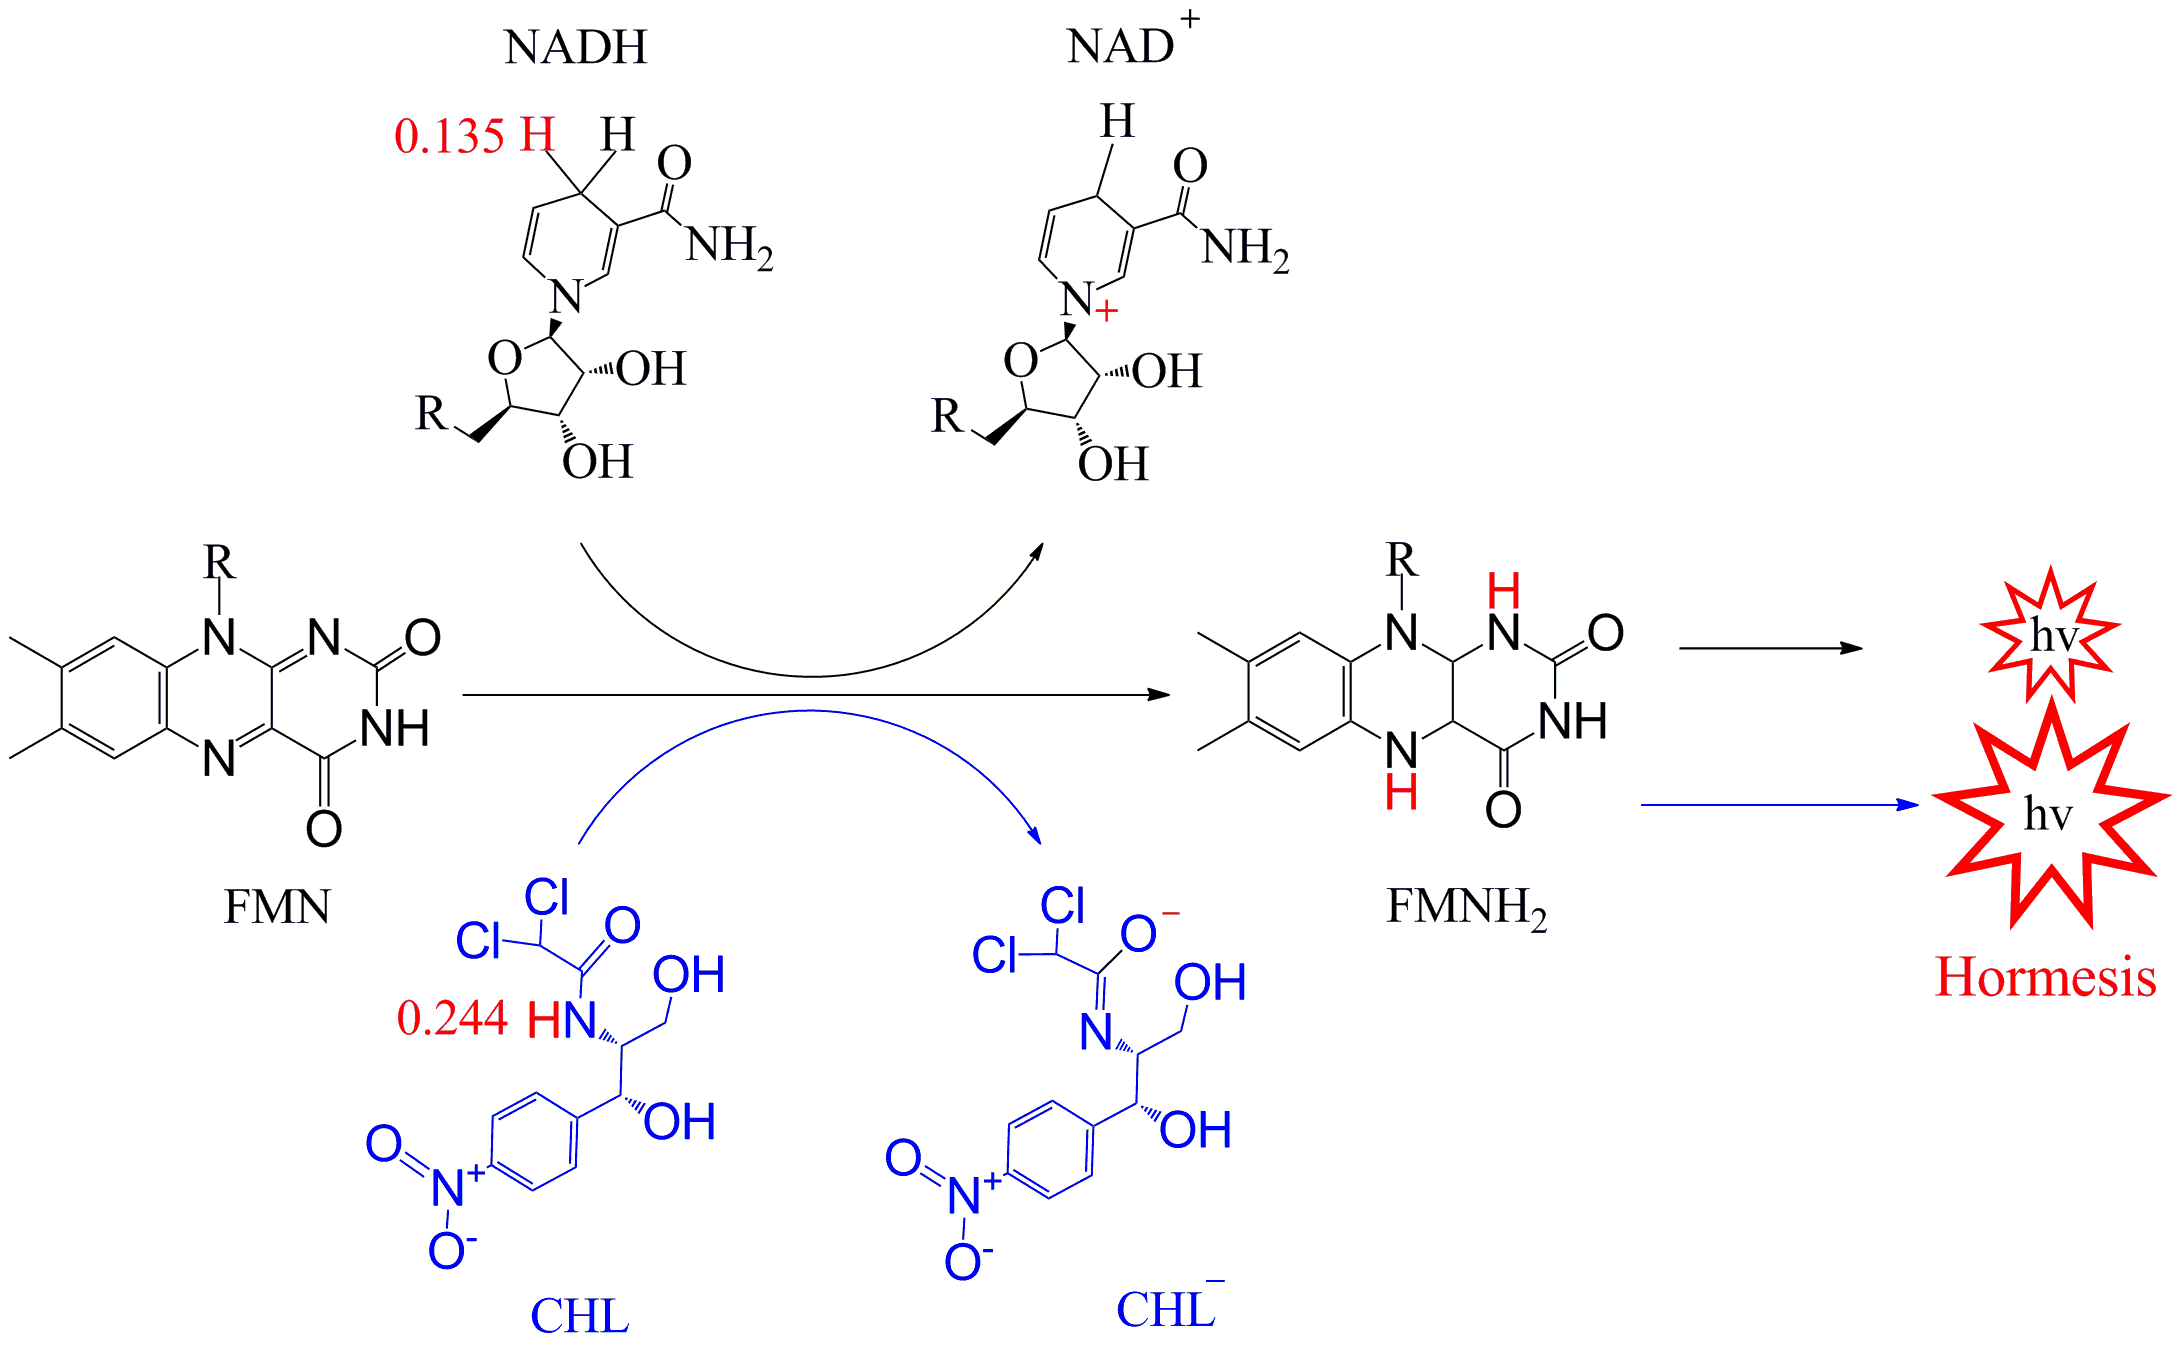 NADH
NAD+
0.135 H H
O
NH2
N
O
OH
R
OH
H
O
NH2
N+
O
OH
R
OH
R
N
N
O
NH
N
O
FMN
R
H
N
N
O
NH
N
H
O
FMNH2
hv
hv
Hormesis
Cl
Cl
O
OH
0.244 HN
OH
O
N+
O-
CHL
Cl
Cl
O−
OH
N
OH
O
N+
O-
CHL−